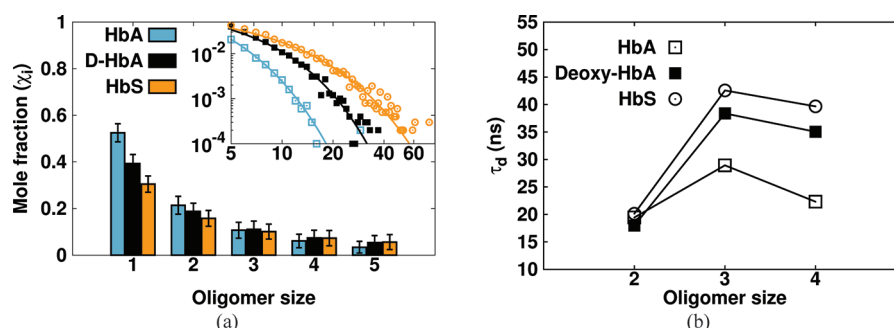 HbA
D-HbA
HbS
Mole fraction (χi)
1
0.8
0.6
0.4
0.2
0
10-2
10-3
10-4
5 10 20 40 60
1 2 3 4 5
Oligomer size
(a)
HbA
Deoxy-HbA
HbS
τd (ns)
55
50
45
40
35
30
25
20
15
10
2 3 4
Oligomer size
(b)